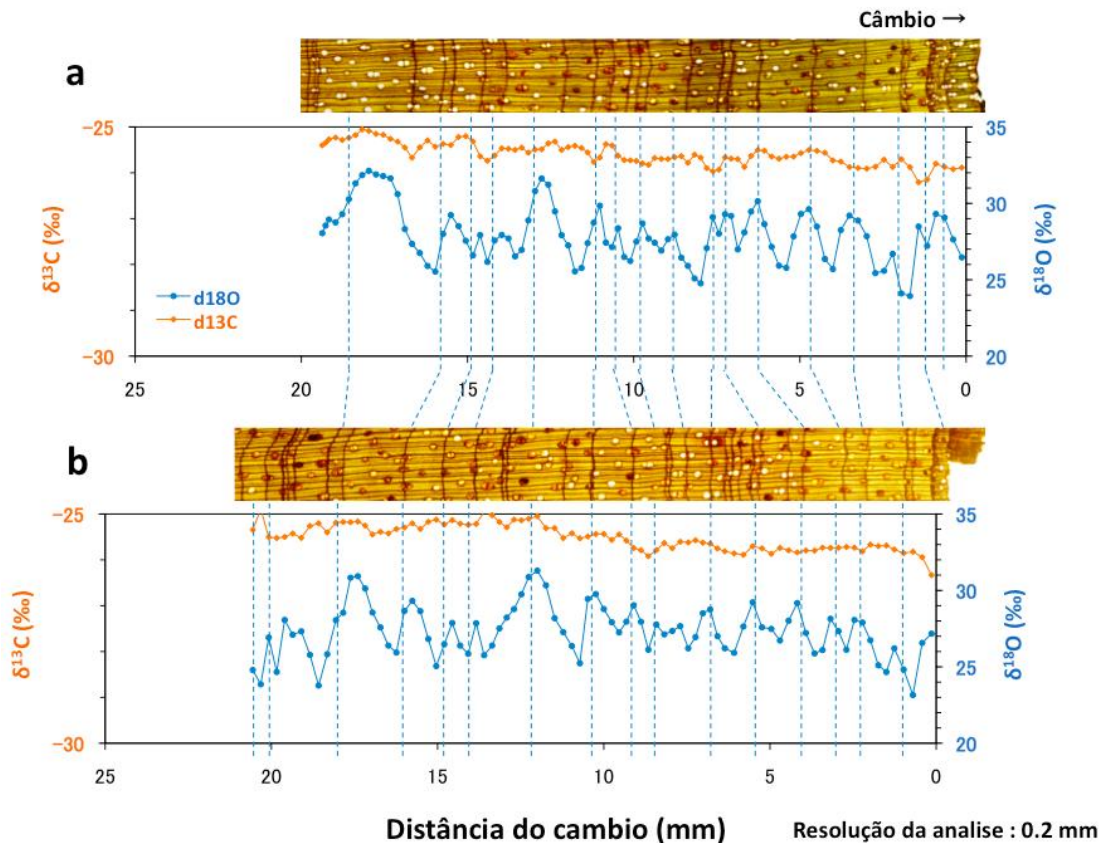 Câmbio →
a
−25
35
30
25
20
δ¹³C (‰)
δ¹⁸O (‰)
d18O
d13C
−30
25
20
15
10
5
0
b
−25
35
30
25
20
δ¹³C (‰)
δ¹⁸O (‰)
−30
25
20
15
10
5
0
Distância do cambio (mm)
Resolução da analise : 0.2 mm